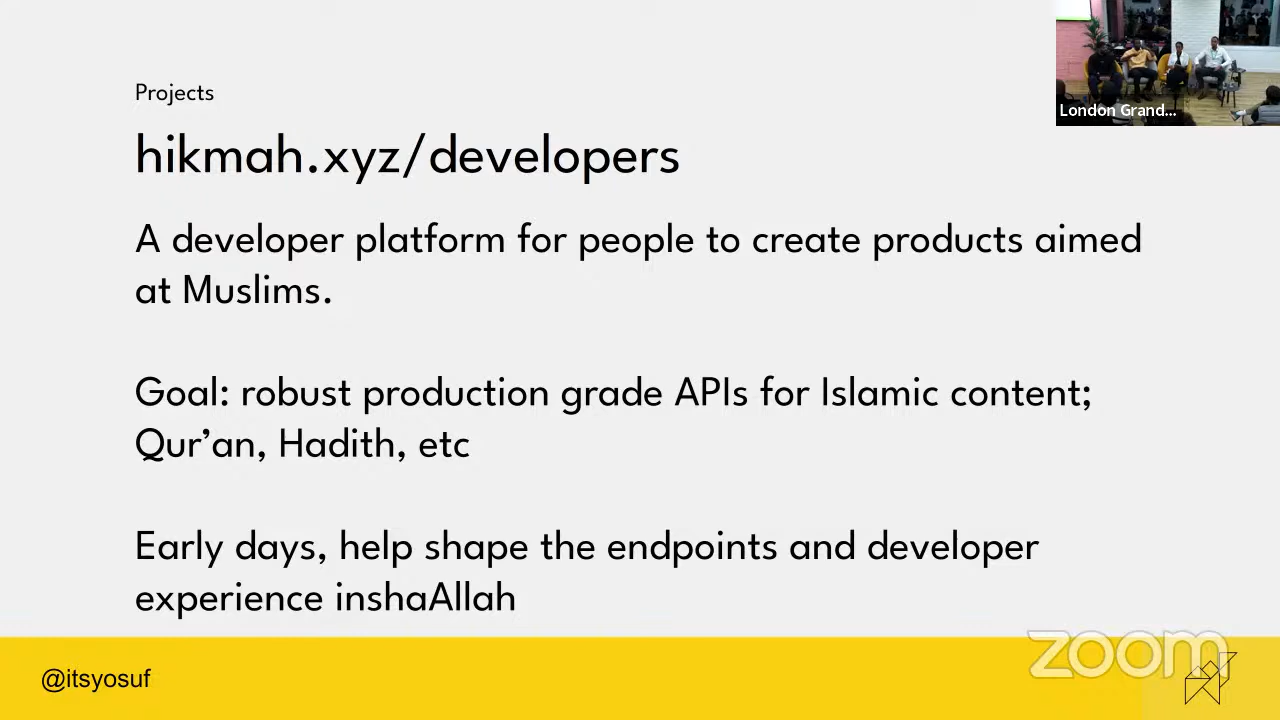 Projects
hikmah.xyz/developers
A developer platform for people to create products aimed
at Muslims.
Goal: robust production grade APIs for Islamic content;
Qur’an, Hadith, etc
Early days, help shape the endpoints and developer
experience inshaAllah
@itsyosuf
London Grand...
zoom